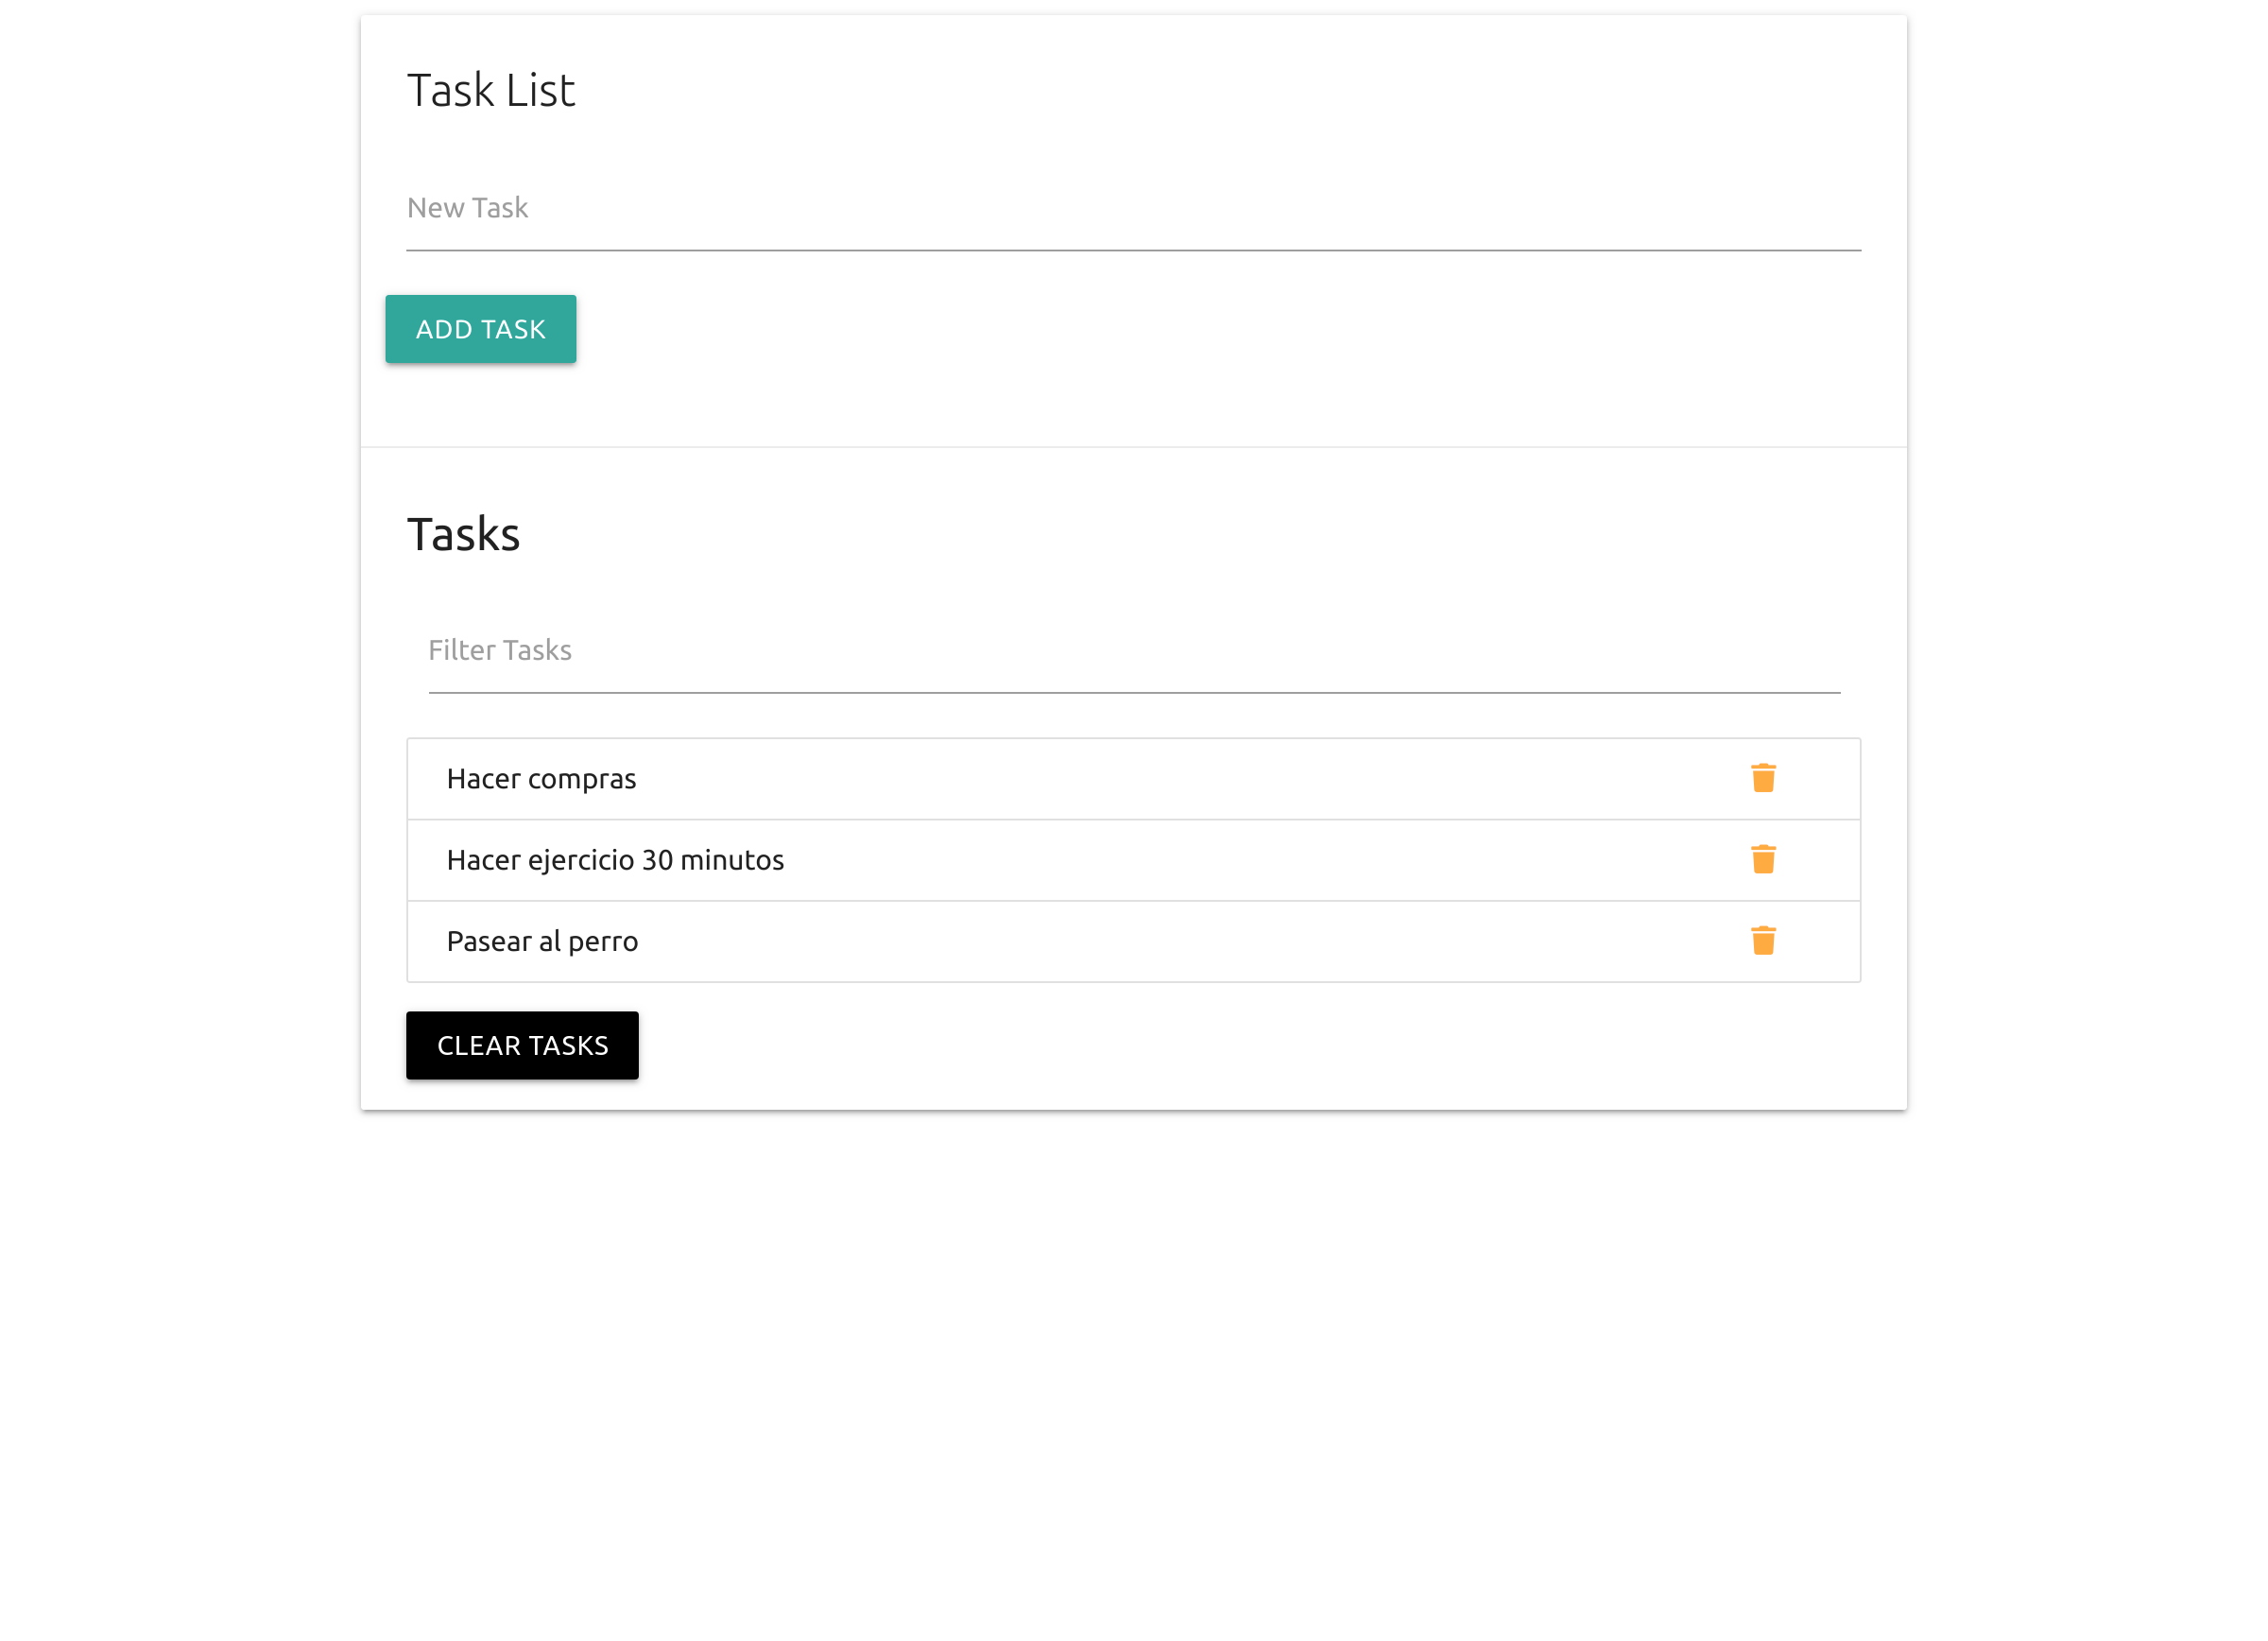 Task List
New Task
ADD TASK
Tasks
Filter Tasks
Hacer compras
Hacer ejercicio 30 minutos
Pasear al perro
CLEAR TASKS